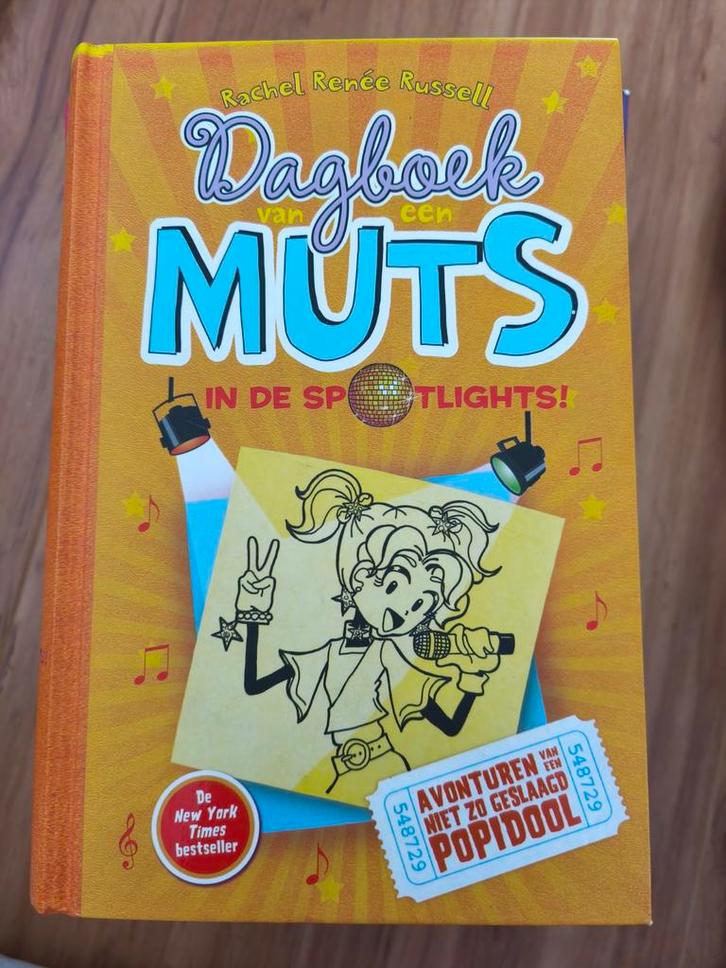 Rachel Renée Russell
Dagboek
van een
MUTS
IN DE SPOTLIGHTS!
De
New York
Times
bestseller
548729
AVONTUREN VAN EEN
NIET ZO GESLAAGD
POPIDOOL
548729